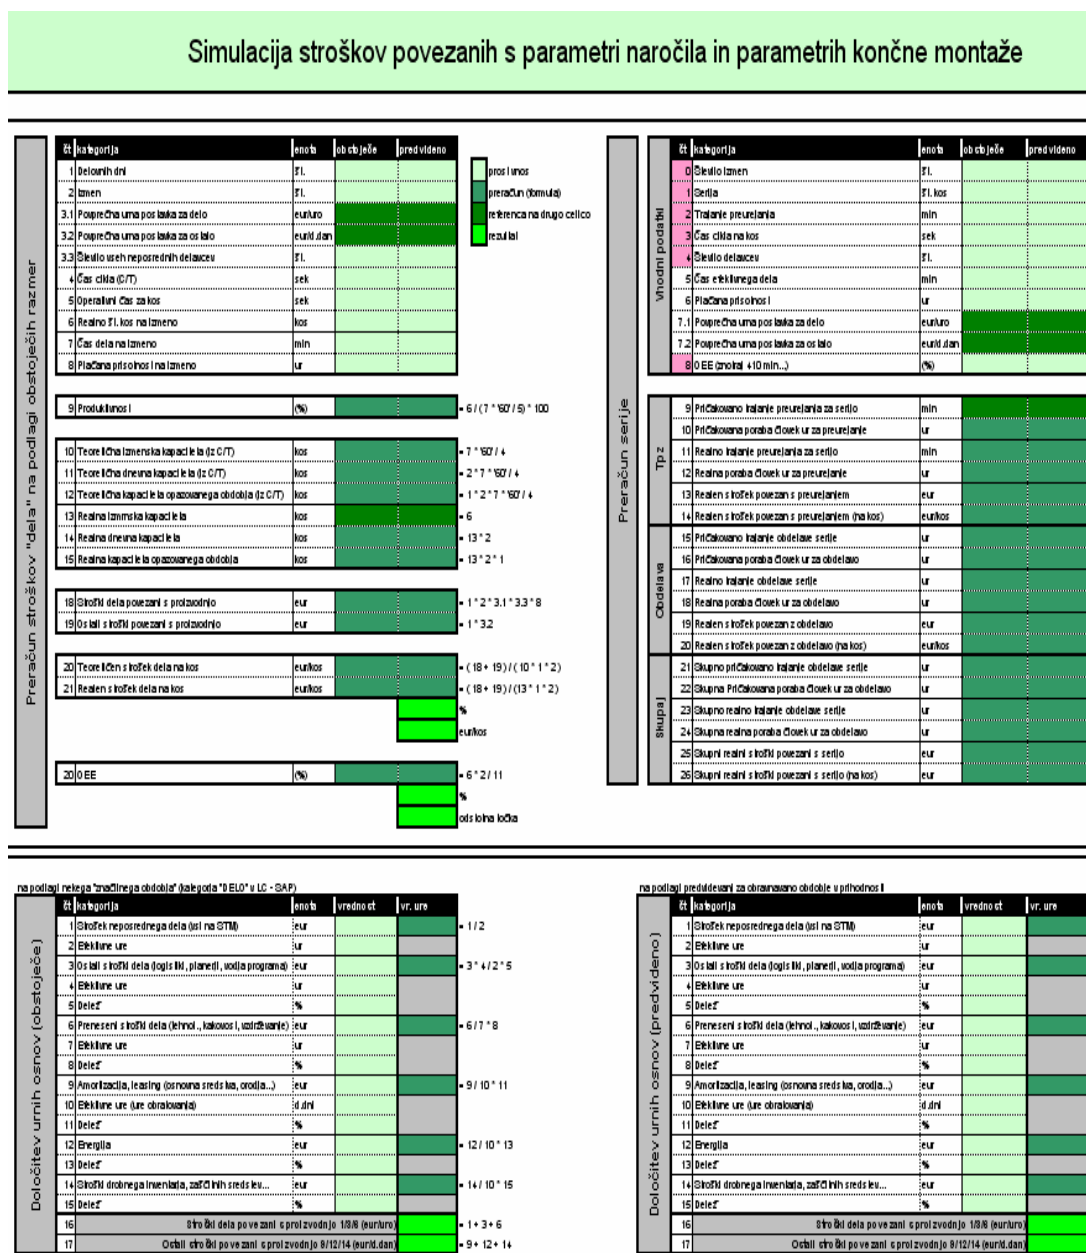 Simulacija stroškov povezanih s parametri naročila in parametrih končne montaže
Preračun stroškov "dela" na podlagi obstoječih razmer
čt kategorija enota obstoječe predvideno
1 Delovnih dni št.
2 Izmen št.
3.1 Povprečna urna postavka za delo eur/uro
3.2 Povprečna urna postavka za ostalo eur/d.dan
3.3 Število vseh neposrednih delavcev št.
4 Čas cikla (C/T) sek
5 Operativni čas za kos sek
6 Realno št. kos na izmeno kos
7 Čas dela na izmeno min
8 Plačana prisotnost na izmeno ur
prosti vnos
preračun (formula)
referenca na drugo celico
rezultat
9 Produktivnost (%) = 6 / (7 * '60' / 5) * 100
10 Teoretična izmenska kapaciteta (iz C/T) kos = 7 * '60' / 4
11 Teoretična dnevna kapaciteta (iz C/T) kos = 2 * 7 * '60' / 4
12 Teoretična kapaciteta opazovanega obdobja (iz C/T) kos = 1 * 2 * 7 * '60' / 4
13 Realna izmrnska kapaciteta kos = 6
14 Realna dnevna kapaciteta kos = 13 * 2
15 Realna kapaciteta opazovanega obdobja kos = 13 * 2 * 1
18 Stroški dela povezani s proizvodnjo eur = 1 * 2 * 3.1 * 3.3 * 8
19 Ostali stroški povezani s proizvodnjo eur = 1 * 3.2
20 Teoretičen strošek dela na kos eur/kos = ( 18 + 19 ) / ( 10 * 1 * 2 )
21 Realen strošek dela na kos eur/kos = ( 18 + 19 ) / (13 * 1 * 2 )
%
eur/kos
20 OEE (%) = 6 * 2 / 11
%
odstotna točka
Preračun serije
Vhodni podatki
čt kategorija enota obstoječe predvideno
0 Število izmen št.
1 Serija št. kos
2 Trajanje preurejanja min
3 Čas cikla na kos sek
4 Število delavcev št.
5 Čas efektivnega dela min
6 Plačana prisotnost ur
7.1 Povprečna urna postavka za delo eur/uro
7.2 Povprečna urna postavka za ostalo eur/d.dan
8 OEE (znotraj +10 min...) (%)
Tpz
9 Pričakovano trajanje preurejanja za serijo min
10 Pričakovana poraba človek ur za preurejanje ur
11 Realno trajanje preurejanja za serijo min
12 Realna poraba človek ur za preurejanje ur
13 Realen strošek povezan s preurejanjem eur
14 Realen strošek povezan s preurejanjem (na kos) eur/kos
Obdelava
15 Pričakovano trajanje obdelave serije ur
16 Pričakovana poraba človek ur za obdelavo ur
17 Realno trajanje obdelave serije ur
18 Realna poraba človek ur za obdelavo ur
19 Realen strošek povezan z obdelavo eur
20 Realen strošek povezan z obdelavo (na kos) eur/kos
Skupaj
21 Skupno pričakovano trajanje obdelave serije ur
22 Skupna Pričakovana poraba človek ur za obdelavo ur
23 Skupno realno trajanje obdelave serije ur
24 Skupna realna poraba človek ur za obdelavo ur
25 Skupni realni stroški povezani s serijo eur
26 Skupni realni stroški povezani s serijo (na kos) eur
na podlagi nekega "značilnega obdobja" (kategorija "DELO" v LC - SAP)
Določitev urnih osnov (obstoječe)
čt kategorija enota vrednost vr. ure
1 Strošek neposrednega dela (vsi na STM) eur = 1 / 2
2 Efektivne ure ur
3 Ostali stroški dela (logistiki, planerji, vodja programa) eur = 3 * 4 / 2 * 5
4 Efektivne ure ur
5 Delež %
6 Preneseni stroški dela (tehnol., kakovost, vzdrževanje) eur = 6 / 7 * 8
7 Efektivne ure ur
8 Delež %
9 Amortizacija, leasing (osnovna sredstva, orodja...) eur = 9 / 10 * 11
10 Efektivne ure (ure obratovanja) d.dni
11 Delež %
12 Energija eur = 12 / 10 * 13
13 Delež %
14 Stroški drobnega inventarja, zaščitnih sredstev... eur = 14 / 10 * 15
15 Delež %
16 Stročki dela povezani s proizvodnjo 1/3/6 (eur/uro) = 1 + 3 + 6
17 Ostali stročki povezani s proizvodnjo 9/12/14 (eur/d.dan) = 9 + 12 + 14
na podlagi predvidevanj za obravnavano obdobje v prihodnosti
Določitev urnih osnov (predvideno)
čt kategorija enota vrednost vr. ure
1 Strošek neposrednega dela (vsi na STM) eur
2 Efektivne ure ur
3 Ostali stroški dela (logistiki, planerji, vodja programa) eur
4 Efektivne ure ur
5 Delež %
6 Preneseni stroški dela (tehnol., kakovost, vzdrževanje) eur
7 Efektivne ure ur
8 Delež %
9 Amortizacija, leasing (osnovna sredstva, orodja...) eur
10 Efektivne ure (ure obratovanja) d.dni
11 Delež %
12 Energija eur
13 Delež %
14 Stroški drobnega inventarja, zaščitnih sredstev... eur
15 Delež %
16 Stročki dela povezani s proizvodnjo 1/3/6 (eur/uro)
17 Ostali stročki povezani s proizvodnjo 9/12/14 (eur/d.dan)